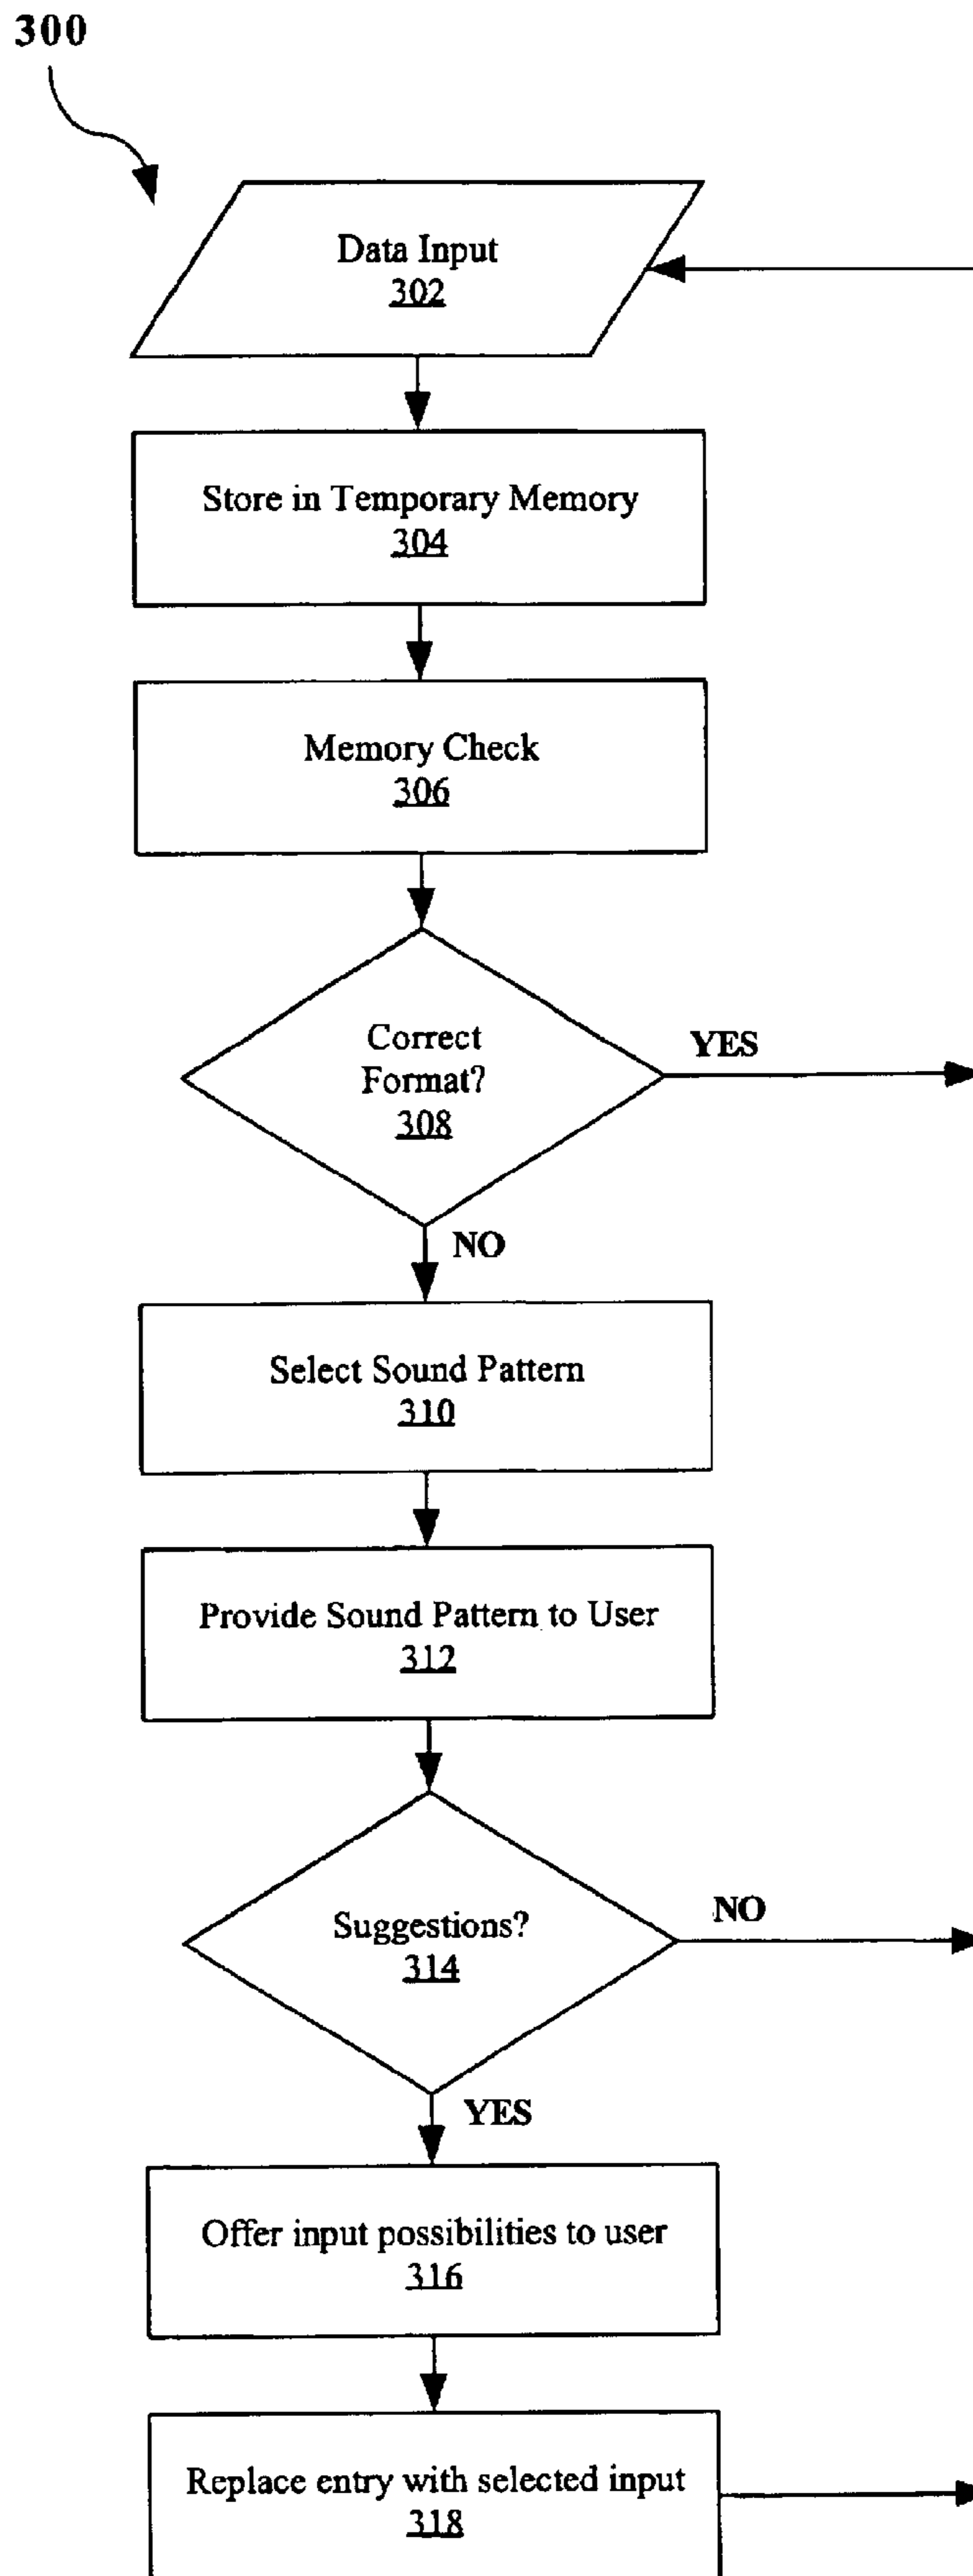 300
Data Input
302
Store in Temporary Memory
304
Memory Check
306
Correct
Format?
308
YES
NO
Select Sound Pattern
310
Provide Sound Pattern to User
312
Suggestions?
314
NO
YES
Offer input possibilities to user
316
Replace entry with selected input
318